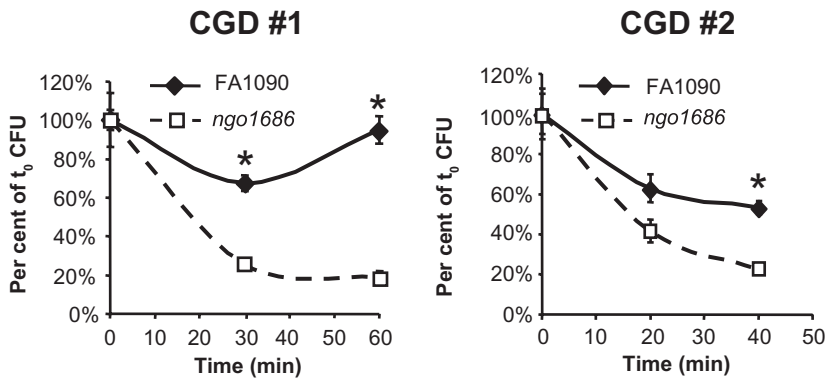 CGD #1
CGD #2
120%
100%
80%
60%
40%
20%
0%
Per cent of t0 CFU
FA1090
ngo1686
*
*
0 10 20 30 40 50 60
Time (min)
120%
100%
80%
60%
40%
20%
0%
Per cent of t0 CFU
FA1090
ngo1686
*
0 10 20 30 40 50
Time (min)